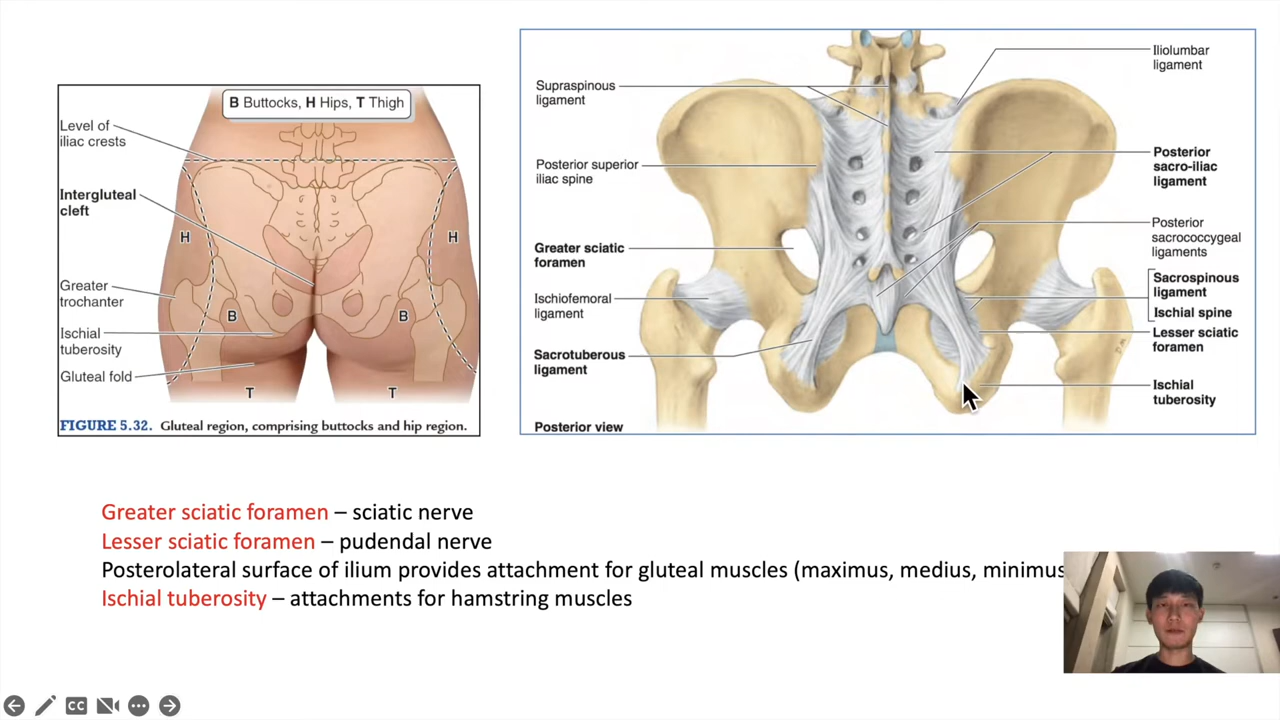 B Buttocks, H Hips, T Thigh
Level of
iliac crests
Intergluteal
cleft
H
H
Greater
trochanter
B
B
Ischial
tuberosity
Gluteal fold
T
T
FIGURE 5.32. Gluteal region, comprising buttocks and hip region.
Supraspinous
ligament
Posterior superior
iliac spine
Greater sciatic
foramen
Ischiofemoral
ligament
Sacrotuberous
ligament
Posterior view
Iliolumbar
ligament
Posterior
sacro-iliac
ligament
Posterior
sacrococcygeal
ligaments
Sacrospinous
ligament
Ischial spine
Lesser sciatic
foramen
Ischial
tuberosity
Greater sciatic foramen – sciatic nerve
Lesser sciatic foramen – pudendal nerve
Posterolateral surface of ilium provides attachment for gluteal muscles (maximus, medius, minimus
Ischial tuberosity – attachments for hamstring muscles
CC